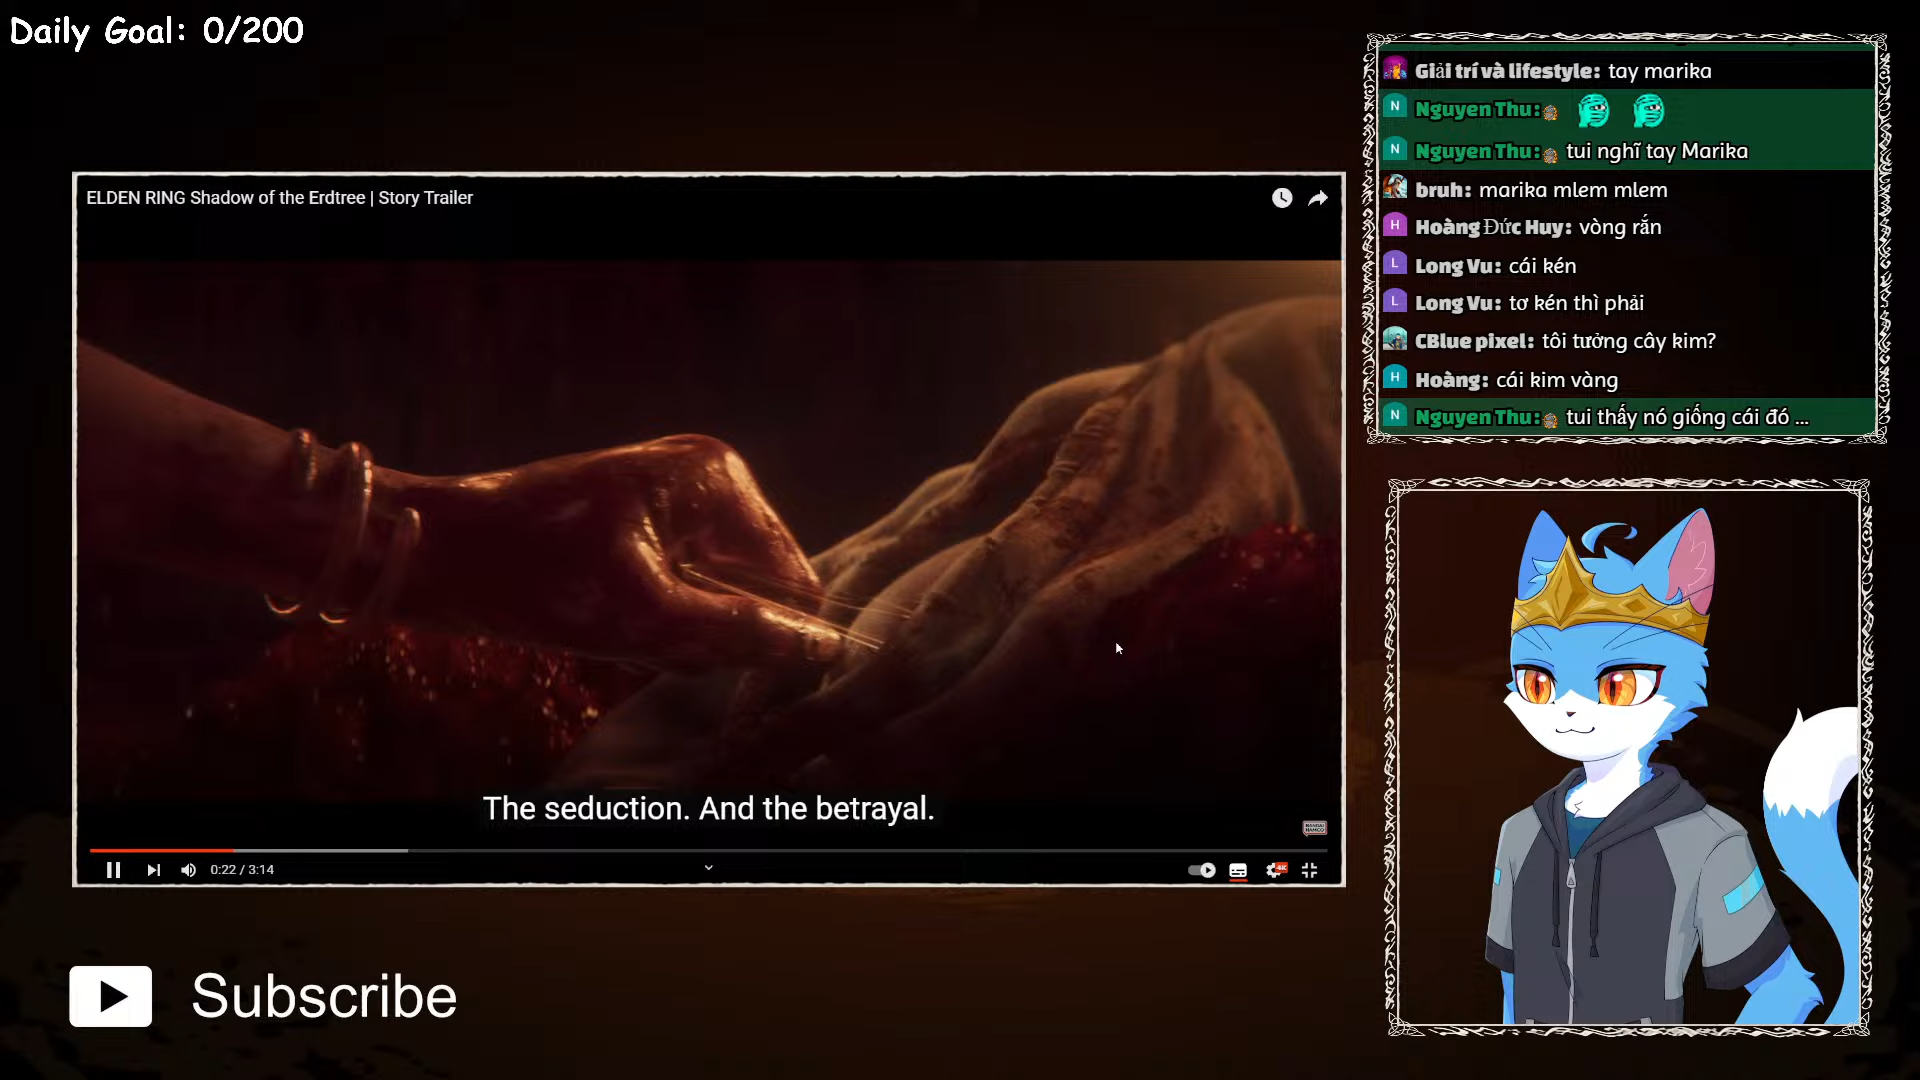 Daily Goal: 0/200
Giải trí và lifestyle: tay marika
N Nguyen Thu:
N Nguyen Thu: tui nghĩ tay Marika
bruh: marika mlem mlem
H Hoàng Đức Huy: vòng rắn
L Long Vu: cái kén
L Long Vu: tơ kén thì phải
CBlue pixel: tôi tưởng cây kim?
H Hoàng: cái kim vàng
N Nguyen Thu: tui thấy nó giống cái đó ...
ELDEN RING Shadow of the Erdtree | Story Trailer
The seduction. And the betrayal.
BANDAI NAMCO
0:22 / 3:14
4K
Subscribe